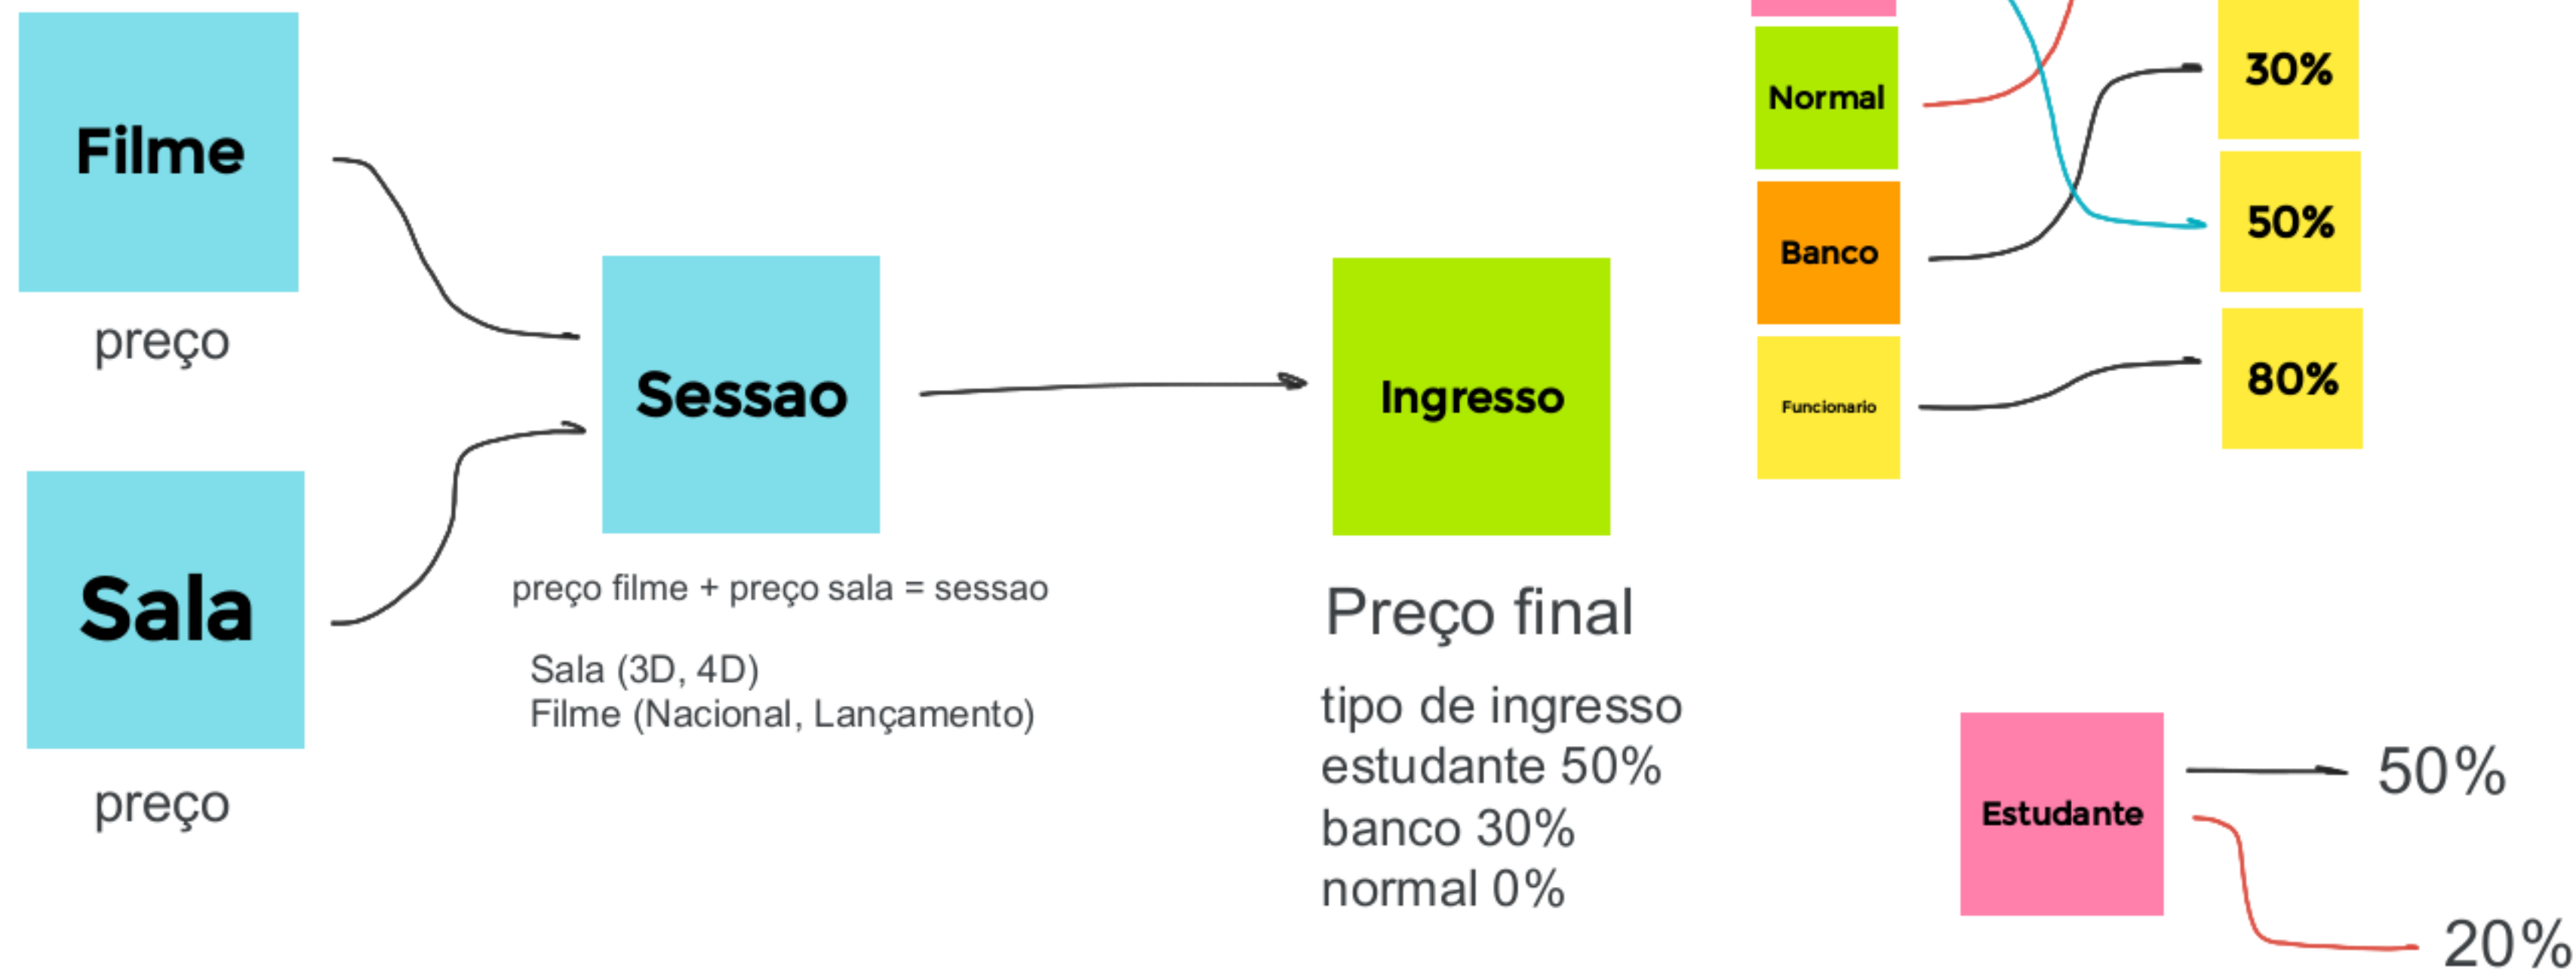 Filme
preço
Sala
preço
Sessao
preço filme + preço sala = sessao
Sala (3D, 4D)
Filme (Nacional, Lançamento)
Ingresso
Preço final
tipo de ingresso
estudante 50%
banco 30%
normal 0%
Normal
Banco
Funcionario
30%
50%
80%
Estudante
50%
20%